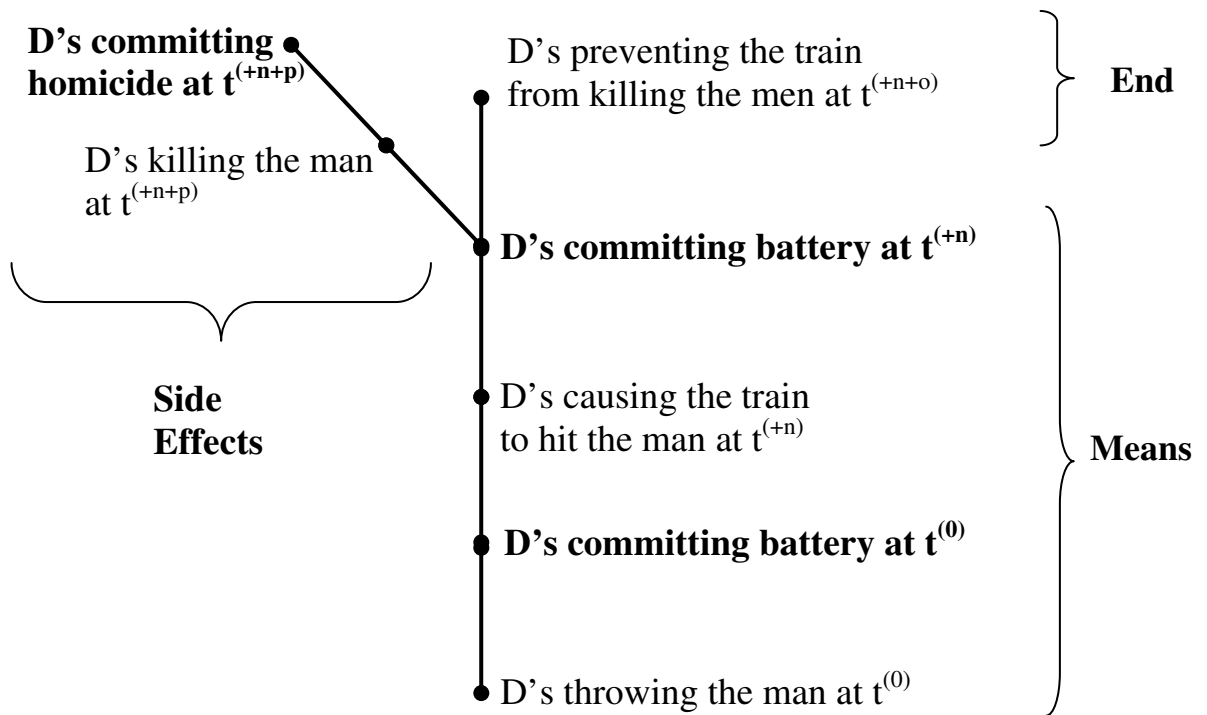 D's committing
homicide at t^(+n+p)
D's preventing the train
from killing the men at t^(+n+o)
End
D's killing the man
at t^(+n+p)
D's committing battery at t^(+n)
Side
Effects
D's causing the train
to hit the man at t^(+n)
Means
D's committing battery at t^(0)
D's throwing the man at t^(0)